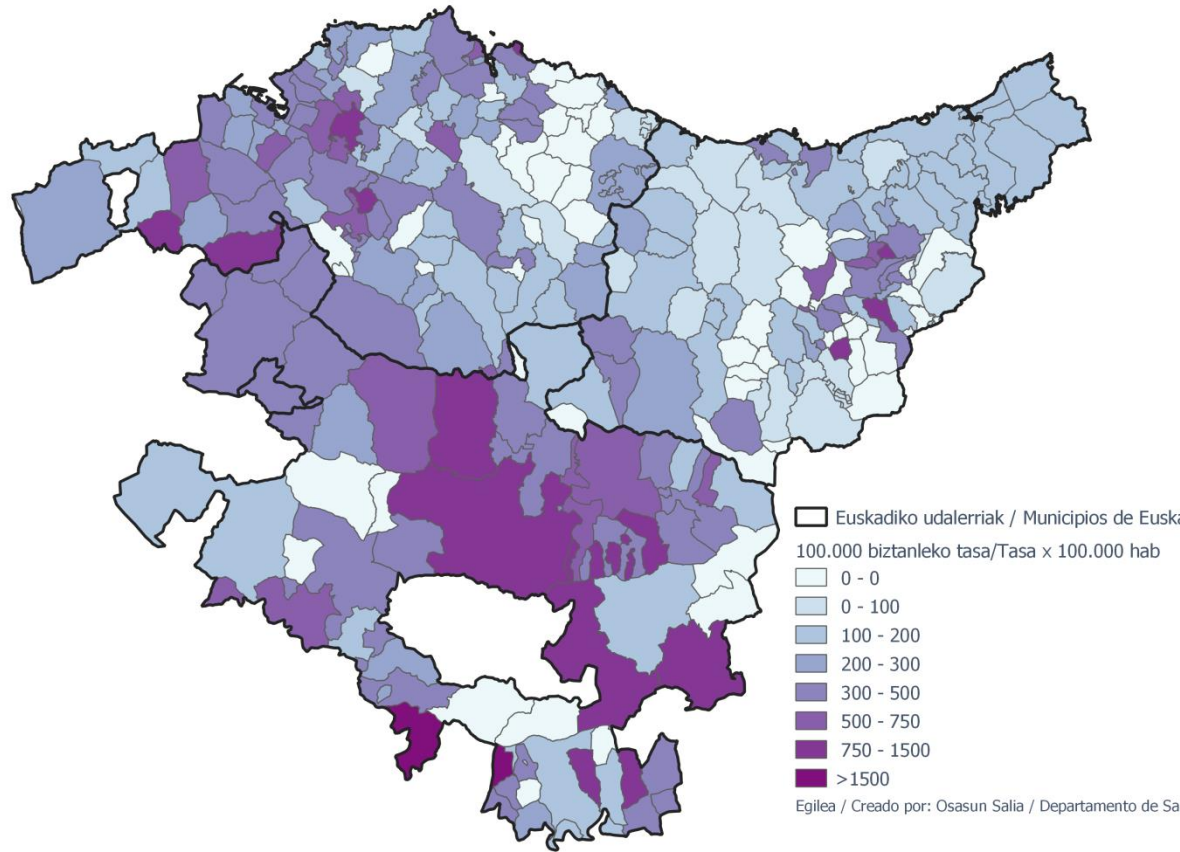 Euskadiko udalerriak / Municipios de Euska
100.000 biztanleko tasa/Tasa x 100.000 hab
0 - 0
0 - 100
100 - 200
200 - 300
300 - 500
500 - 750
750 - 1500
>1500
Egilea / Creado por: Osasun Salia / Departamento de Sa